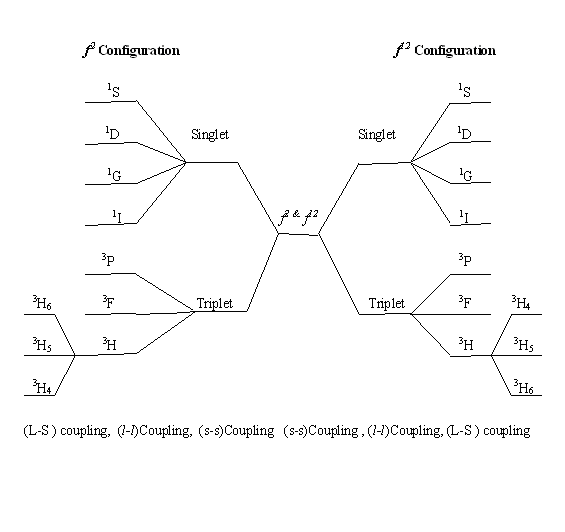 f² Configuration f¹² Configuration
¹S ¹S
¹D Singlet Singlet ¹D
¹G ¹G
¹I f² & f¹² ¹I
³P ³P
³H₆ ³F Triplet Triplet ³F ³H₄
³H₅ ³H ³H ³H₅
³H₄ ³H₆
(L-S ) coupling, (l-l)Coupling, (s-s)Coupling (s-s)Coupling , (l-l)Coupling, (L-S ) coupling